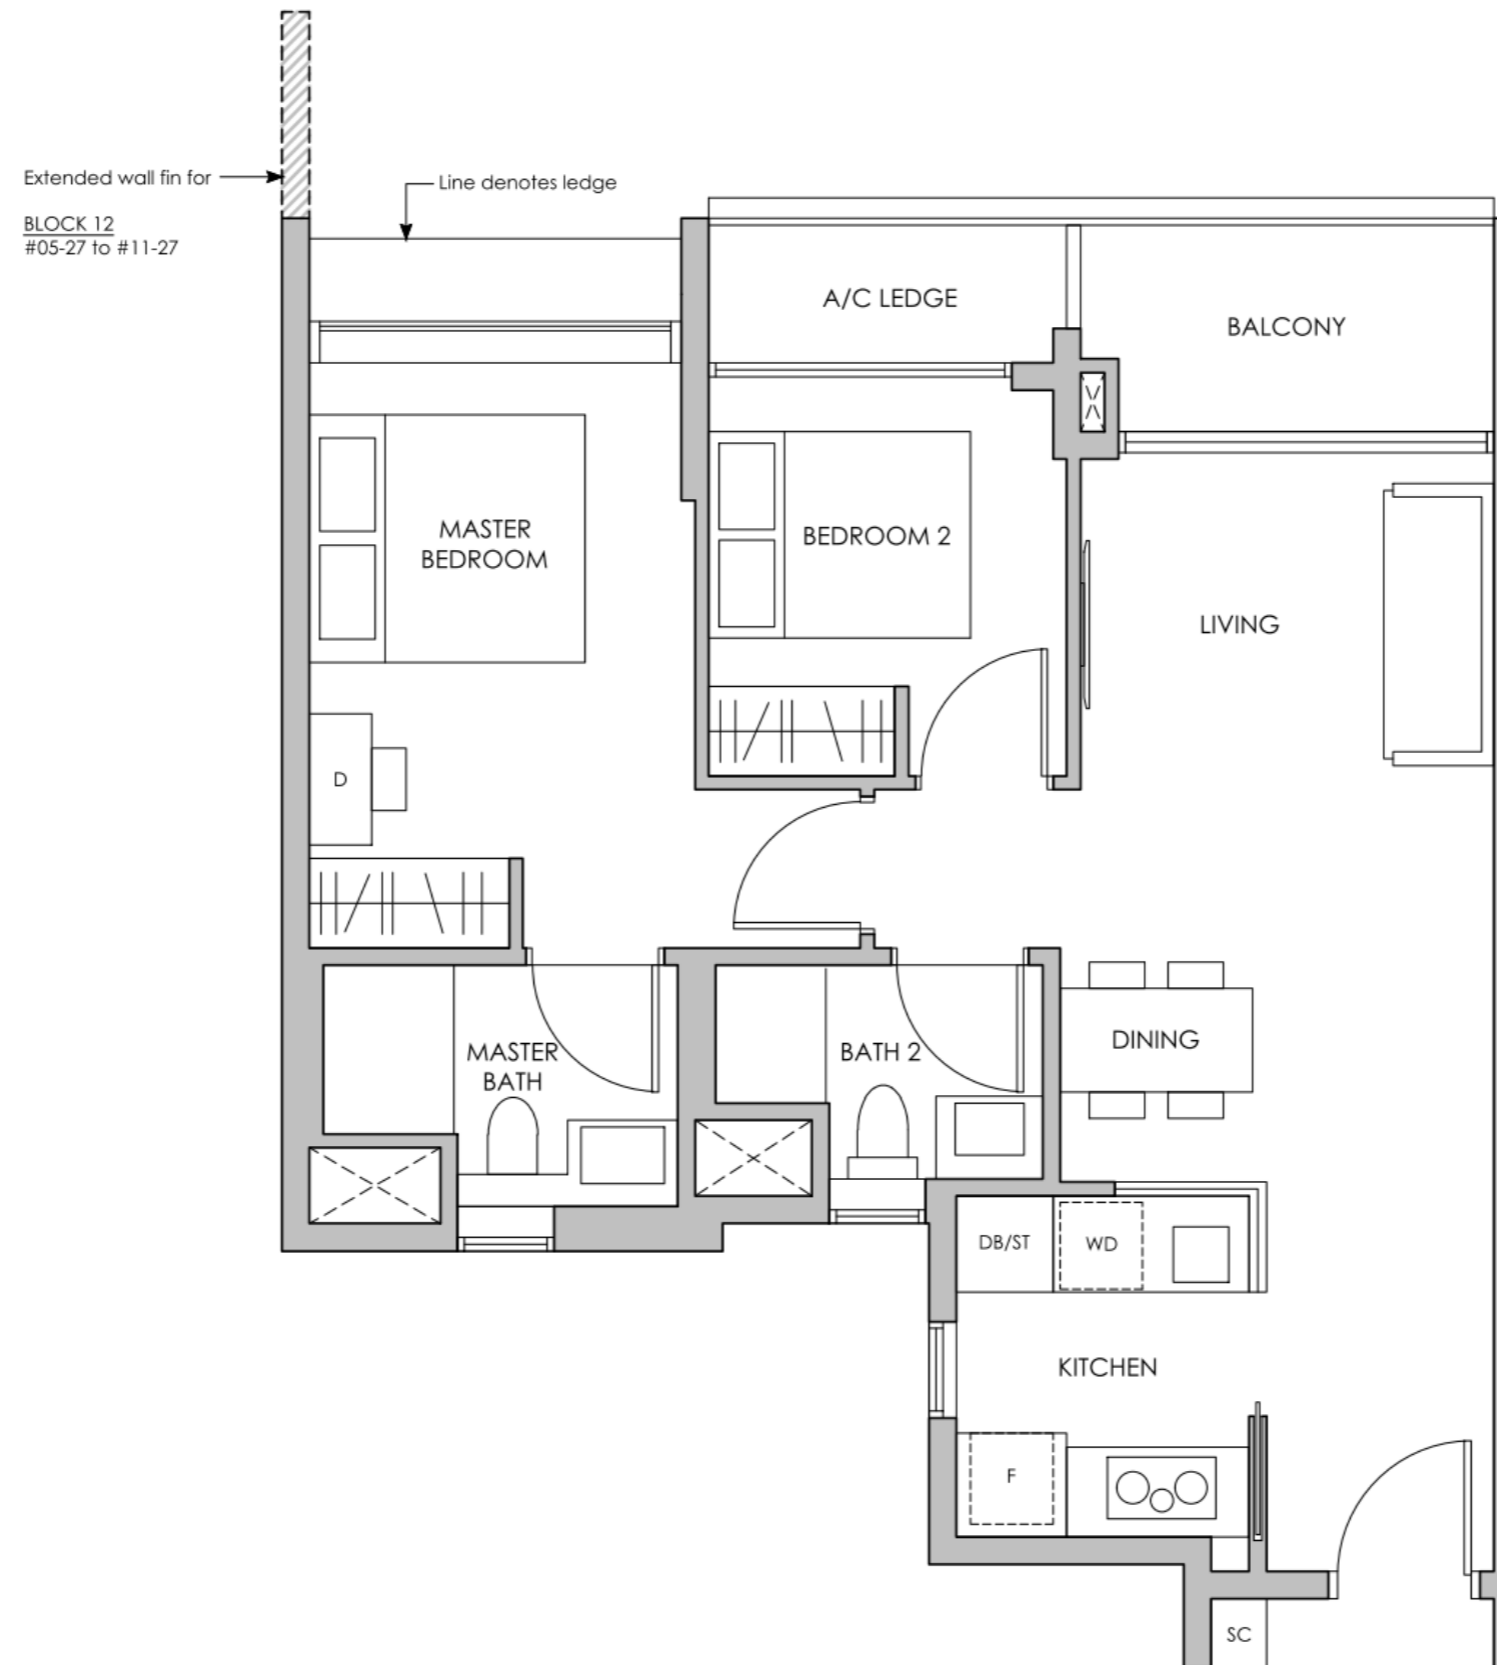 Extended wall fin for
BLOCK 12
#05-27 to #11-27
Line denotes ledge
A/C LEDGE
BALCONY
MASTER
BEDROOM
BEDROOM 2
LIVING
D
MASTER
BATH
BATH 2
DINING
DB/ST
WD
KITCHEN
F
SC